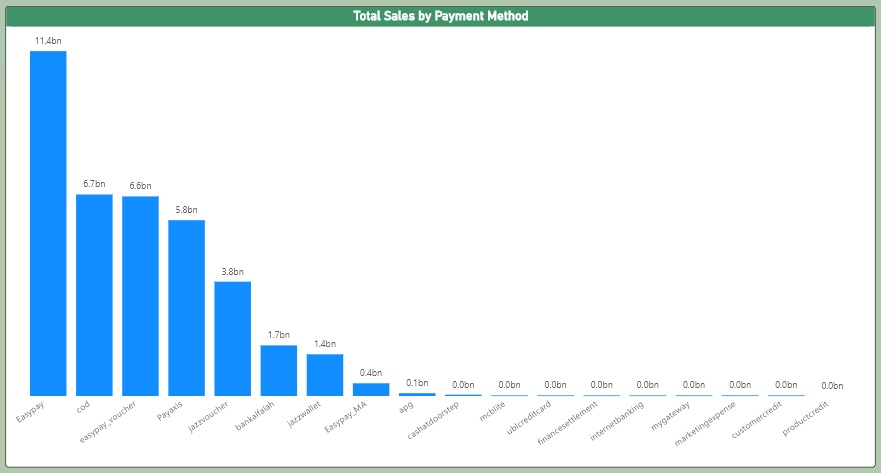 Total Sales by Payment Method
11.4bn
6.7bn
6.6bn
5.8bn
3.8bn
1.7bn
1.4bn
0.4bn
0.1bn
0.0bn
0.0bn
0.0bn
0.0bn
0.0bn
0.0bn
0.0bn
0.0bn
0.0bn
Easypay
cod
easypay_voucher
Payaxis
jazzvoucher
bankalfalah
jazzwallet
Easypay_MA
apg
cashatdoorstep
mcblite
ublcreditcard
financesettlement
internetbanking
mygateway
marketingexpense
customercredit
productcredit